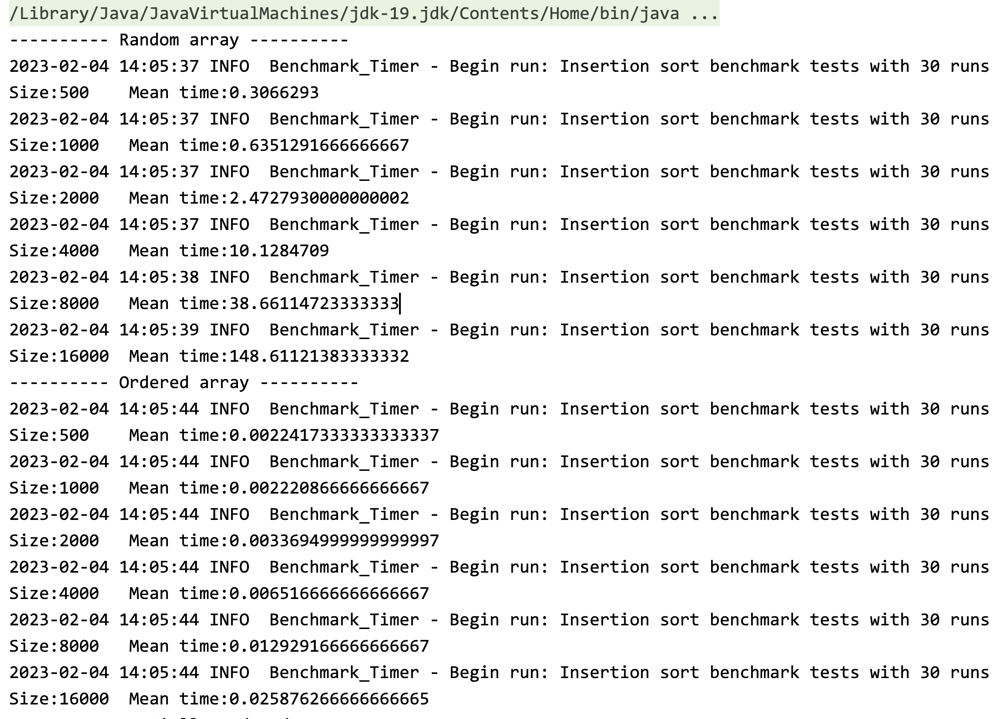 /Library/Java/JavaVirtualMachines/jdk-19.jdk/Contents/Home/bin/java ...
---------- Random array ----------
2023-02-04 14:05:37 INFO  Benchmark_Timer - Begin run: Insertion sort benchmark tests with 30 runs
Size:500    Mean time:0.3066293
2023-02-04 14:05:37 INFO  Benchmark_Timer - Begin run: Insertion sort benchmark tests with 30 runs
Size:1000   Mean time:0.6351291666666667
2023-02-04 14:05:37 INFO  Benchmark_Timer - Begin run: Insertion sort benchmark tests with 30 runs
Size:2000   Mean time:2.4727930000000002
2023-02-04 14:05:37 INFO  Benchmark_Timer - Begin run: Insertion sort benchmark tests with 30 runs
Size:4000   Mean time:10.1284709
2023-02-04 14:05:38 INFO  Benchmark_Timer - Begin run: Insertion sort benchmark tests with 30 runs
Size:8000   Mean time:38.66114723333333
2023-02-04 14:05:39 INFO  Benchmark_Timer - Begin run: Insertion sort benchmark tests with 30 runs
Size:16000  Mean time:148.61121383333332
---------- Ordered array ----------
2023-02-04 14:05:44 INFO  Benchmark_Timer - Begin run: Insertion sort benchmark tests with 30 runs
Size:500    Mean time:0.0022417333333333337
2023-02-04 14:05:44 INFO  Benchmark_Timer - Begin run: Insertion sort benchmark tests with 30 runs
Size:1000   Mean time:0.002220866666666667
2023-02-04 14:05:44 INFO  Benchmark_Timer - Begin run: Insertion sort benchmark tests with 30 runs
Size:2000   Mean time:0.0033694999999999997
2023-02-04 14:05:44 INFO  Benchmark_Timer - Begin run: Insertion sort benchmark tests with 30 runs
Size:4000   Mean time:0.006516666666666667
2023-02-04 14:05:44 INFO  Benchmark_Timer - Begin run: Insertion sort benchmark tests with 30 runs
Size:8000   Mean time:0.012929166666666667
2023-02-04 14:05:44 INFO  Benchmark_Timer - Begin run: Insertion sort benchmark tests with 30 runs
Size:16000  Mean time:0.025876266666666665